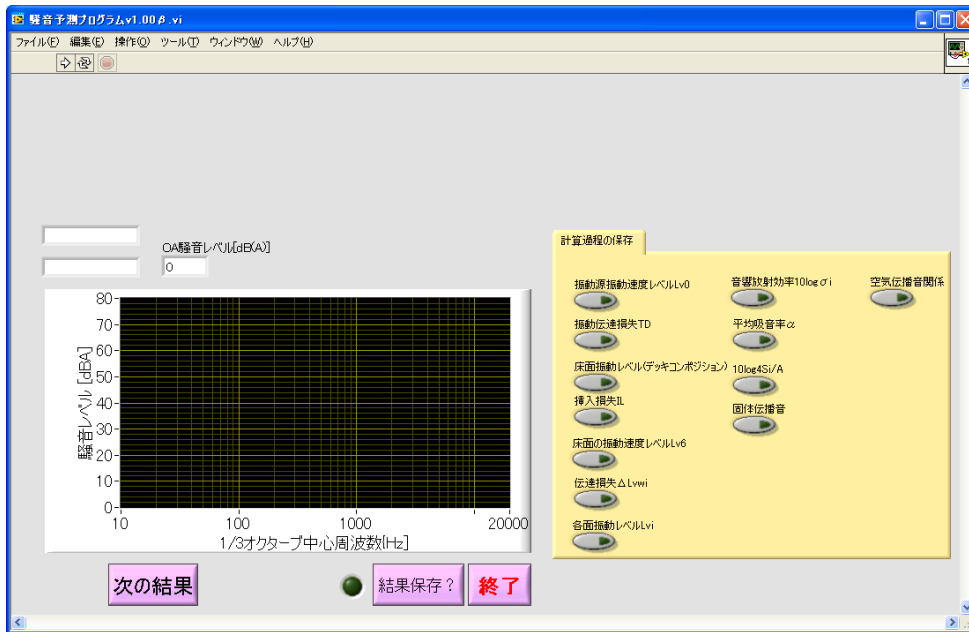 騒音予測プログラムv1.00β.vi
ファイル(F) 編集(E) 操作(O) ツール(T) ウィンドウ(W) ヘルプ(H)
OA騒音レベル[dB(A)]
0
騒音レベル [dBA]
80
70
60
50
40
30
20
10
0
10 100 1000 20000
1/3オクターブ中心周波数[Hz]
次の結果
結果保存？
終了
計算過程の保存
振動源振動速度レベルLv0
振動伝達損失TD
床面振動レベル(デッキコンポジション)
挿入損失IL
床面の振動速度レベルLv6
伝達損失ΔLvwi
各面振動レベルLvi
音響放射効率10logσi
平均吸音率α
10log4Si/A
固体伝播音
空気伝播音関係